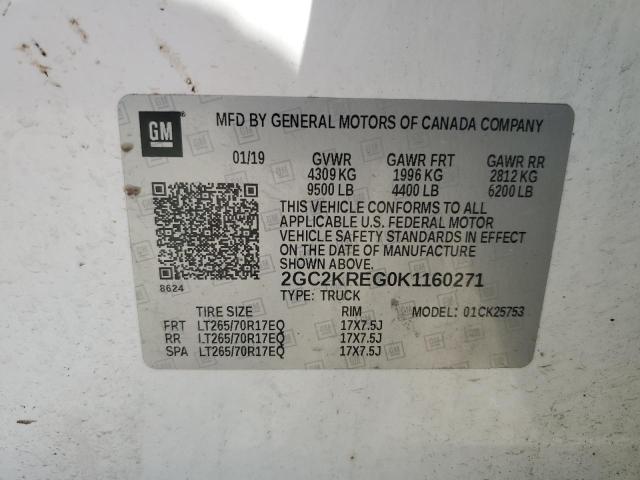 GM MFD BY GENERAL MOTORS OF CANADA COMPANY
01/19 GVWR GAWR FRT GAWR RR
4309 KG 1996 KG 2812 KG
9500 LB 4400 LB 6200 LB
THIS VEHICLE CONFORMS TO ALL
APPLICABLE U.S. FEDERAL MOTOR
VEHICLE SAFETY STANDARDS IN EFFECT
ON THE DATE OF MANUFACTURE
SHOWN ABOVE.
2GC2KREG0K1160271
8624
TYPE: TRUCK MODEL: 01CK25753
TIRE SIZE RIM
FRT LT265/70R17EQ 17X7.5J
RR LT265/70R17EQ 17X7.5J
SPA LT265/70R17EQ 17X7.5J